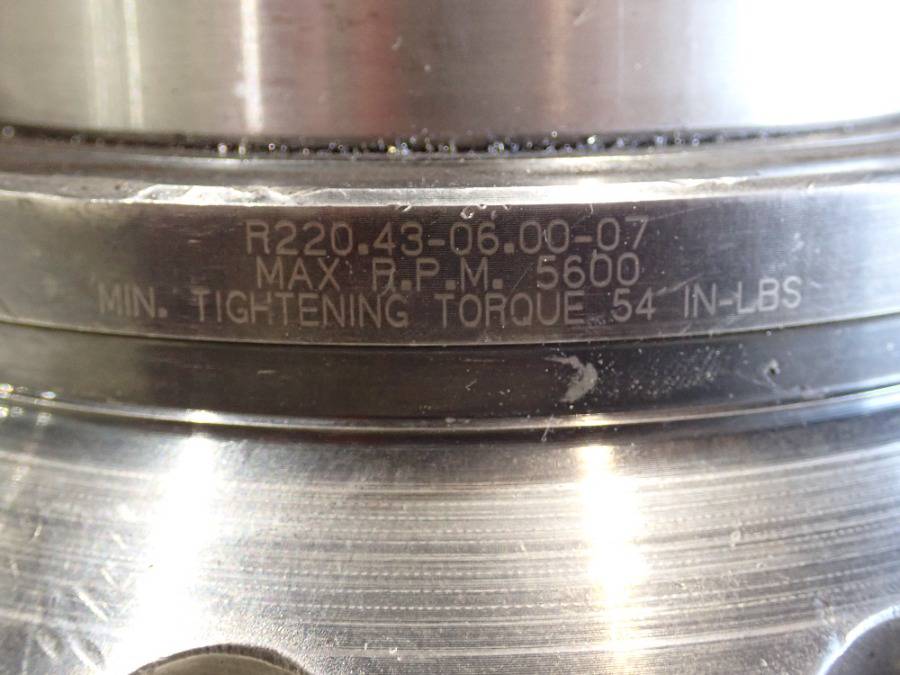 R220.43-06.00-07
MAX R.P.M. 5600
MIN. TIGHTENING TORQUE 54 IN-LBS